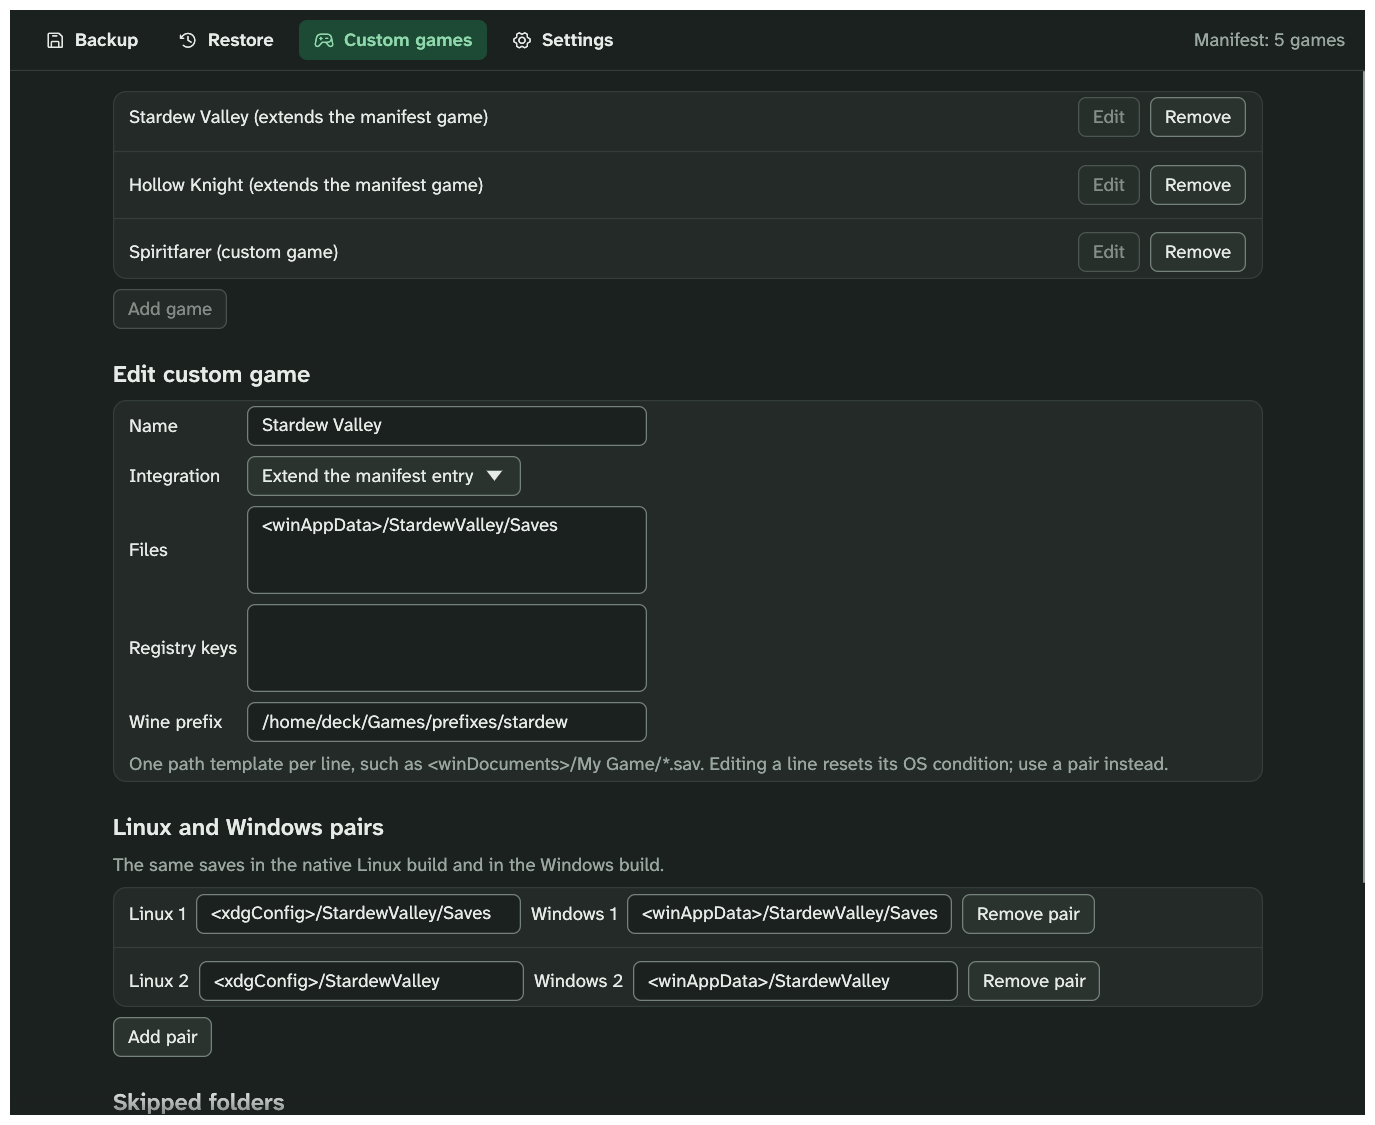 Backup Restore Custom games Settings Manifest: 5 games
Stardew Valley (extends the manifest game) Edit Remove
Hollow Knight (extends the manifest game) Edit Remove
Spiritfarer (custom game) Edit Remove
Add game
Edit custom game
Name Stardew Valley
Integration Extend the manifest entry
Files <winAppData>/StardewValley/Saves
Registry keys
Wine prefix /home/deck/Games/prefixes/stardew
One path template per line, such as <winDocuments>/My Game/*.sav. Editing a line resets its OS condition; use a pair instead.
Linux and Windows pairs
The same saves in the native Linux build and in the Windows build.
Linux 1 <xdgConfig>/StardewValley/Saves Windows 1 <winAppData>/StardewValley/Saves Remove pair
Linux 2 <xdgConfig>/StardewValley Windows 2 <winAppData>/StardewValley Remove pair
Add pair
Skipped folders